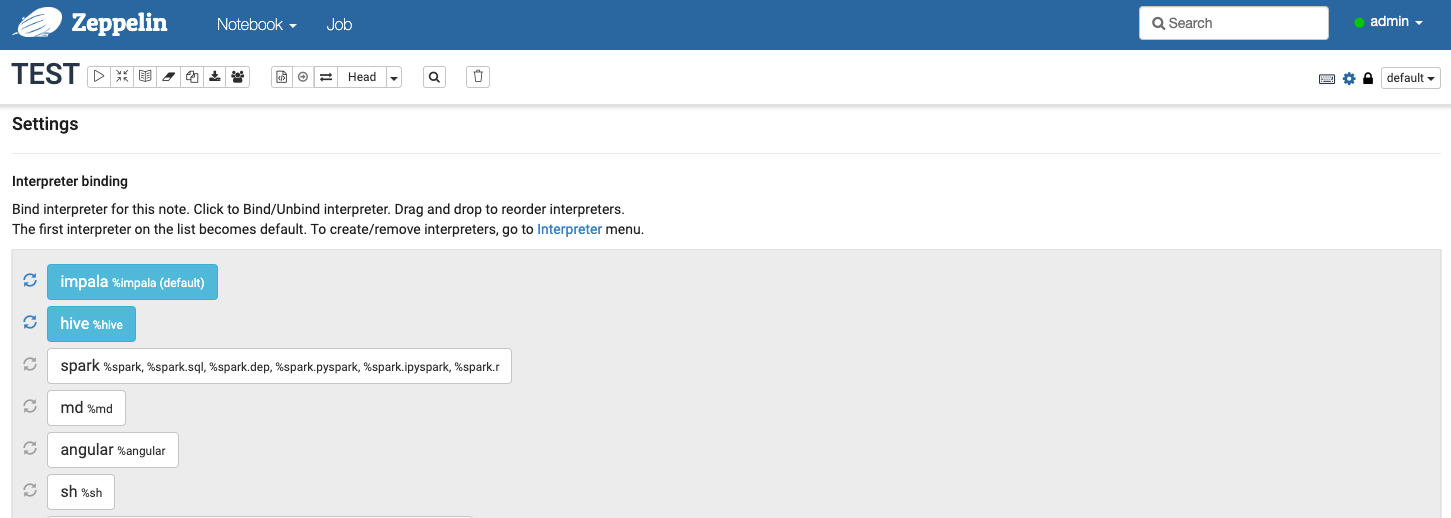 Zeppelin Notebook Job Search admin
TEST Head default
Settings
Interpreter binding
Bind interpreter for this note. Click to Bind/Unbind interpreter. Drag and drop to reorder interpreters.
The first interpreter on the list becomes default. To create/remove interpreters, go to Interpreter menu.
impala %impala (default)
hive %hive
spark %spark, %spark.sql, %spark.dep, %spark.pyspark, %spark.ipyspark, %spark.r
md %md
angular %angular
sh %sh